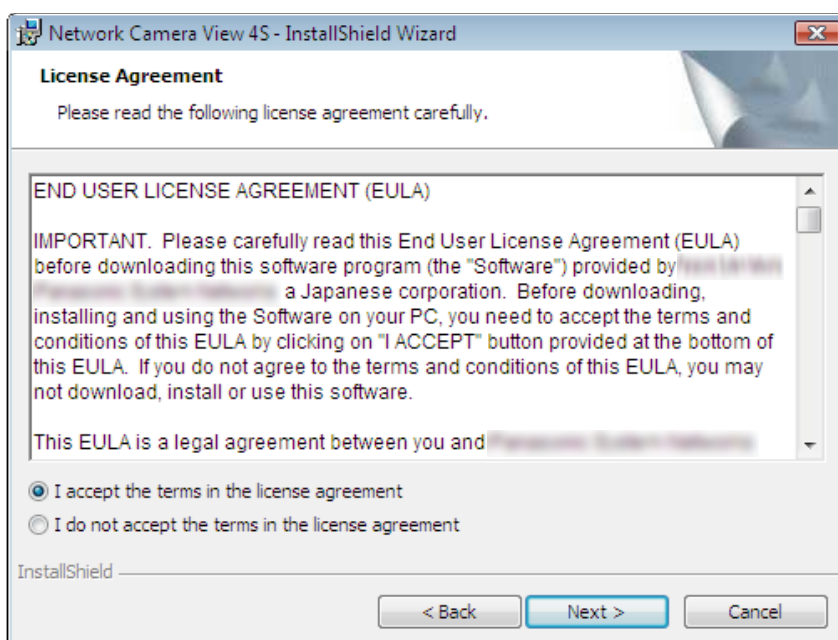 Network Camera View 4S - InstallShield Wizard
License Agreement
Please read the following license agreement carefully.
END USER LICENSE AGREEMENT (EULA)
IMPORTANT.  Please carefully read this End User License Agreement (EULA)
before downloading this software program (the "Software") provided by
a Japanese corporation.  Before downloading,
installing and using the Software on your PC, you need to accept the terms and
conditions of this EULA by clicking on "I ACCEPT" button provided at the bottom of
this EULA.  If you do not agree to the terms and conditions of this EULA, you may
not download, install or use this software.
This EULA is a legal agreement between you and
I accept the terms in the license agreement
I do not accept the terms in the license agreement
InstallShield
< Back
Next >
Cancel